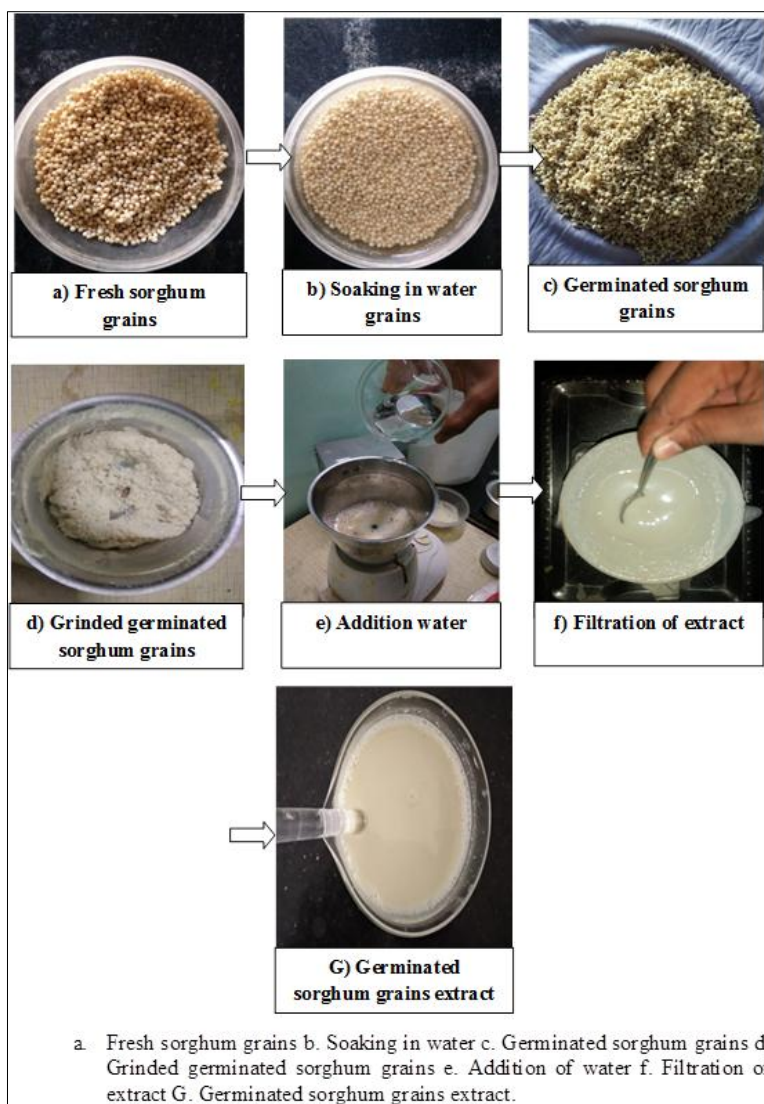 a) Fresh sorghum
grains
b) Soaking in water
grains
c) Germinated sorghum
grains
d) Grinded germinated
sorghum grains
e) Addition water
f) Filtration of extract
G) Germinated
sorghum grains extract
a. Fresh sorghum grains b. Soaking in water c. Germinated sorghum grains d
Grinded germinated sorghum grains e. Addition of water f. Filtration o
extract G. Germinated sorghum grains extract.